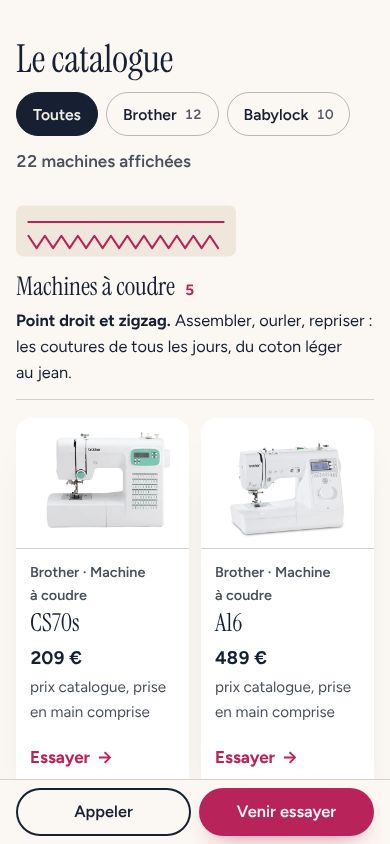 Le catalogue
Toutes
Brother 12
Babylock 10
22 machines affichées
Machines à coudre 5
Point droit et zigzag. Assembler, ourler, repriser :
les coutures de tous les jours, du coton léger
au jean.
brother
brother
Brother · Machine
à coudre
CS70s
209 €
prix catalogue, prise
en main comprise
Essayer →
Brother · Machine
à coudre
A16
489 €
prix catalogue, prise
en main comprise
Essayer →
Appeler
Venir essayer